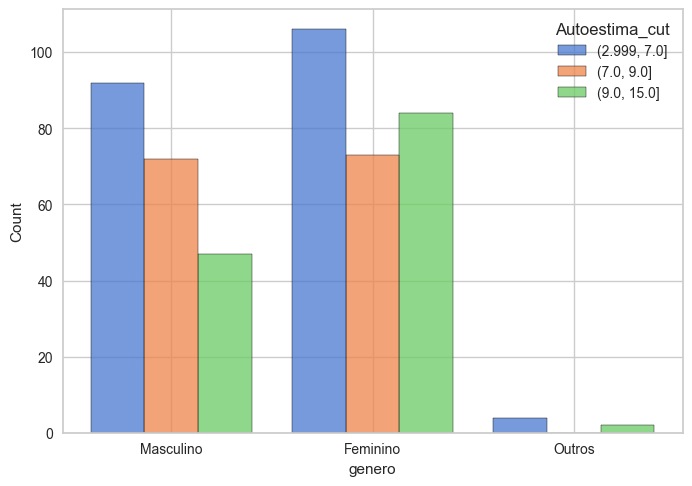 Autoestima_cut
(2.999, 7.0]
(7.0, 9.0]
(9.0, 15.0]
100
80
60
40
20
0
Count
Masculino Feminino Outros
genero